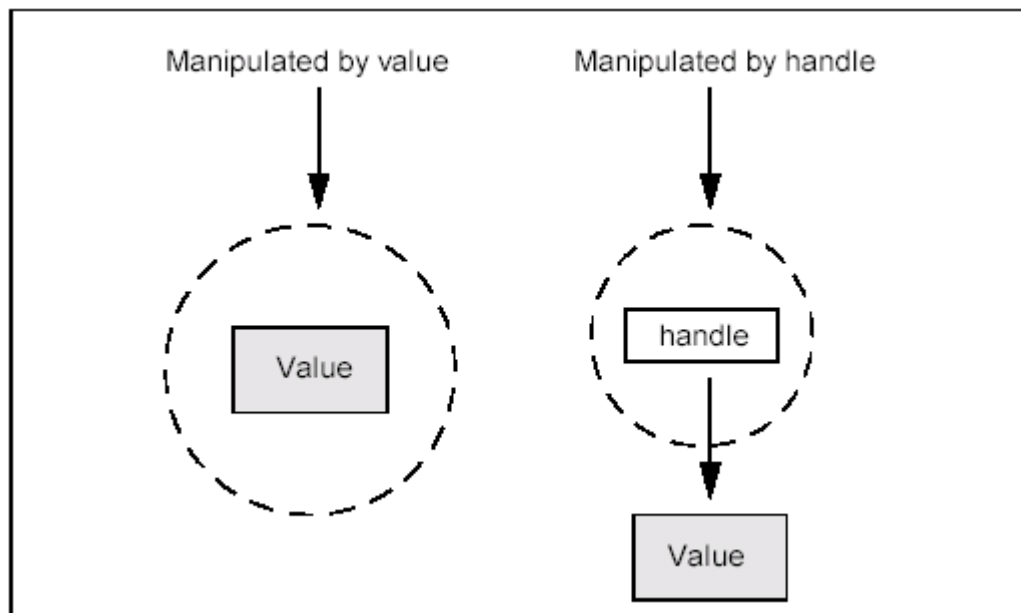 Manipulated by value
Manipulated by handle
Value
handle
Value